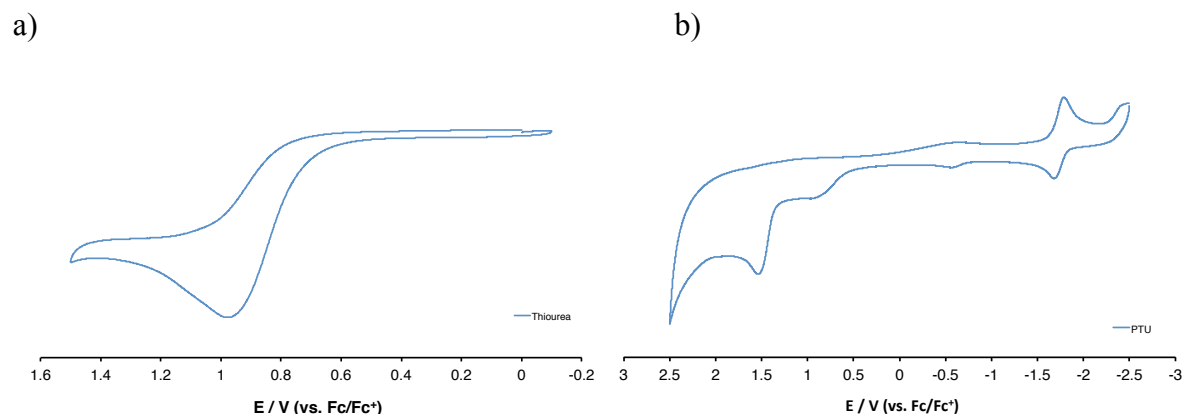 a)
b)
Thiourea
PTU
1.6 1.4 1.2 1 0.8 0.6 0.4 0.2 0 -0.2
3 2.5 2 1.5 1 0.5 0 -0.5 -1 -1.5 -2 -2.5 -3
E / V (vs. Fc/Fc⁺)
E / V (vs. Fc/Fc⁺)